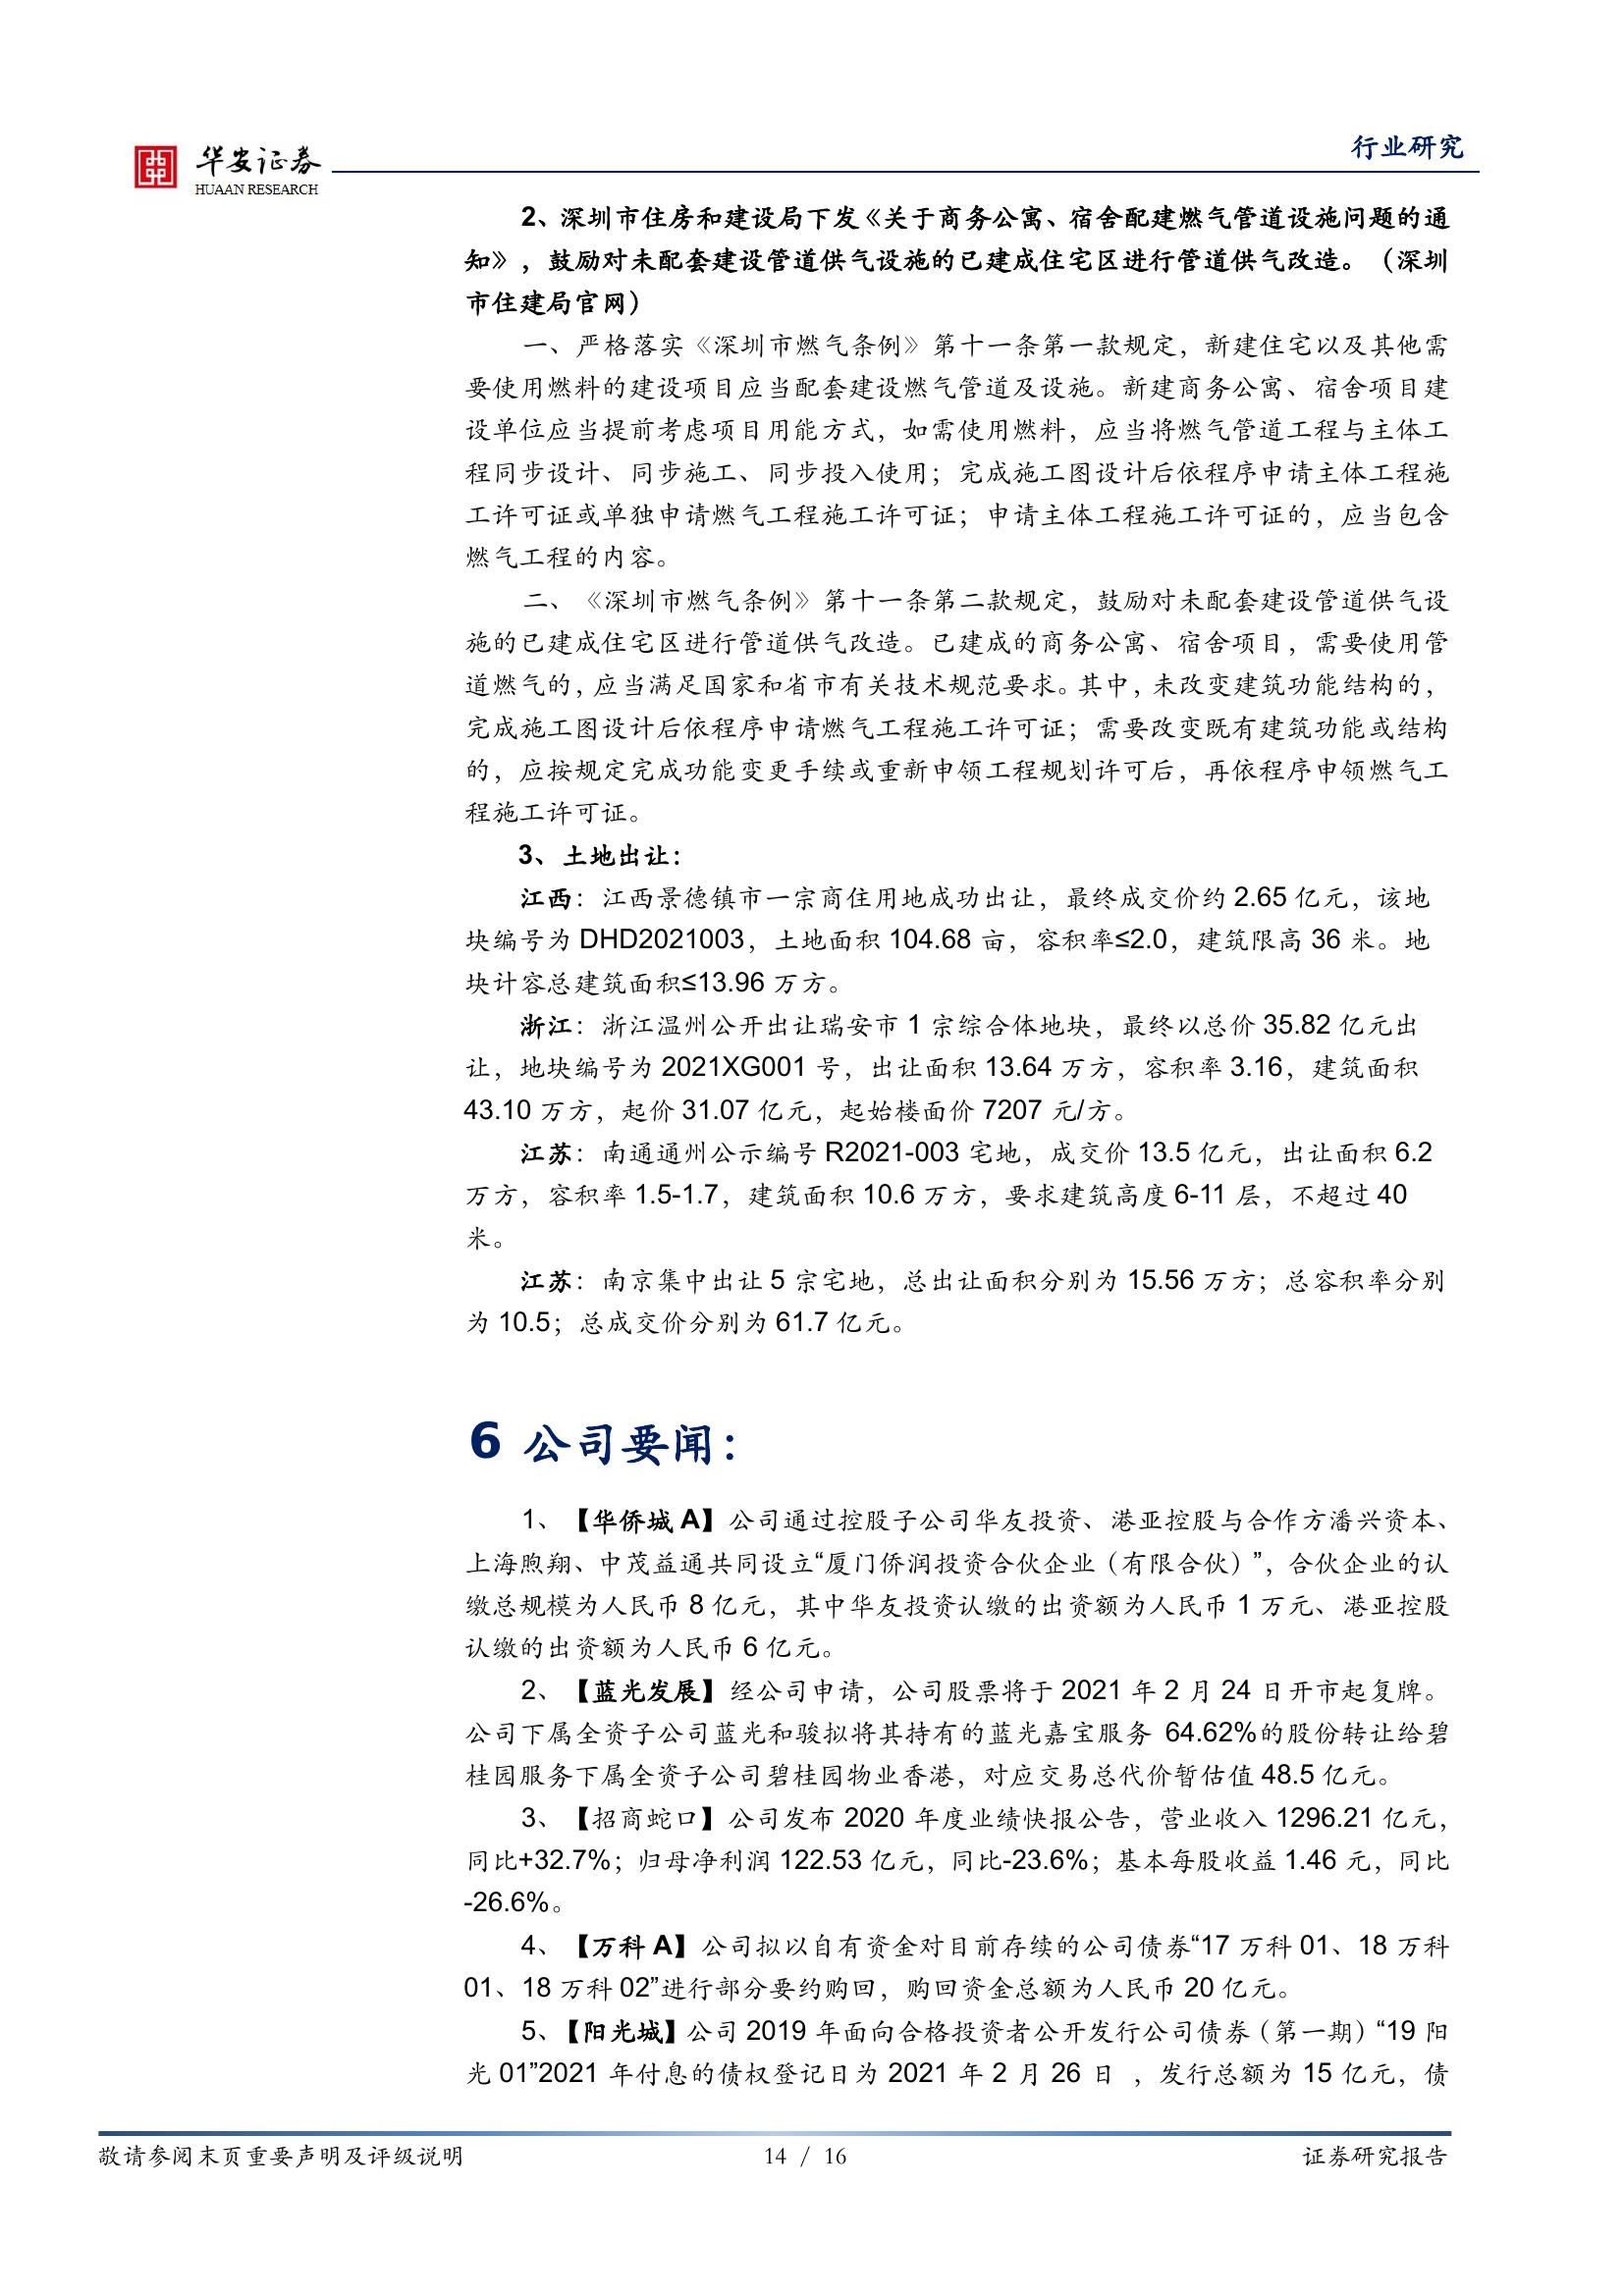 华安证券
HUAAN RESEARCH
行业研究
2、深圳市住房和建设局下发《关于商务公寓、宿舍配建燃气管道设施问题的通
知》，鼓励对未配套建设管道供气设施的已建成住宅区进行管道供气改造。（深圳
市住建局官网）
一、严格落实《深圳市燃气条例》第十一条第一款规定，新建住宅以及其他需
要使用燃料的建设项目应当配套建设燃气管道及设施。新建商务公寓、宿舍项目建
设单位应当提前考虑项目用能方式，如需使用燃料，应当将燃气管道工程与主体工
程同步设计、同步施工、同步投入使用；完成施工图设计后依程序申请主体工程施
工许可证或单独申请燃气工程施工许可证；申请主体工程施工许可证的，应当包含
燃气工程的内容。
二、《深圳市燃气条例》第十一条第二款规定，鼓励对未配套建设管道供气设
施的已建成住宅区进行管道供气改造。已建成的商务公寓、宿舍项目，需要使用管
道燃气的，应当满足国家和省市有关技术规范要求。其中，未改变建筑功能结构的，
完成施工图设计后依程序申请燃气工程施工许可证；需要改变既有建筑功能或结构
的，应按规定完成功能变更手续或重新申领工程规划许可后，再依程序申领燃气工
程施工许可证。
3、土地出让：
江西：江西景德镇市一宗商住用地成功出让，最终成交价约 2.65 亿元，该地
块编号为 DHD2021003，土地面积 104.68 亩，容积率≤2.0，建筑限高 36 米。地
块计容总建筑面积≤13.96 万方。
浙江：浙江温州公开出让瑞安市 1 宗综合体地块，最终以总价 35.82 亿元出
让，地块编号为 2021XG001 号，出让面积 13.64 万方，容积率 3.16，建筑面积
43.10 万方，起价 31.07 亿元，起始楼面价 7207 元/方。
江苏：南通通州公示编号 R2021-003 宅地，成交价 13.5 亿元，出让面积 6.2
万方，容积率 1.5-1.7，建筑面积 10.6 万方，要求建筑高度 6-11 层，不超过 40
米。
江苏：南京集中出让 5 宗宅地，总出让面积分别为 15.56 万方；总容积率分别
为 10.5；总成交价分别为 61.7 亿元。
6 公司要闻：
1、【华侨城 A】公司通过控股子公司华友投资、港亚控股与合作方潘兴资本、
上海煦翔、中茂益通共同设立“厦门侨润投资合伙企业（有限合伙）”，合伙企业的认
缴总规模为人民币 8 亿元，其中华友投资认缴的出资额为人民币 1 万元、港亚控股
认缴的出资额为人民币 6 亿元。
2、【蓝光发展】经公司申请，公司股票将于 2021 年 2 月 24 日开市起复牌。
公司下属全资子公司蓝光和骏拟将其持有的蓝光嘉宝服务 64.62%的股份转让给碧
桂园服务下属全资子公司碧桂园物业香港，对应交易总代价暂估值 48.5 亿元。
3、【招商蛇口】公司发布 2020 年度业绩快报公告，营业收入 1296.21 亿元，
同比+32.7%；归母净利润 122.53 亿元，同比-23.6%；基本每股收益 1.46 元，同比
-26.6%。
4、【万科 A】公司拟以自有资金对目前存续的公司债券“17 万科 01、18 万科
01、18 万科 02”进行部分要约购回，购回资金总额为人民币 20 亿元。
5、【阳光城】公司 2019 年面向合格投资者公开发行公司债券（第一期）“19 阳
光 01”2021 年付息的债权登记日为 2021 年 2 月 26 日 ，发行总额为 15 亿元，债
敬请参阅末页重要声明及评级说明
14 / 16
证券研究报告